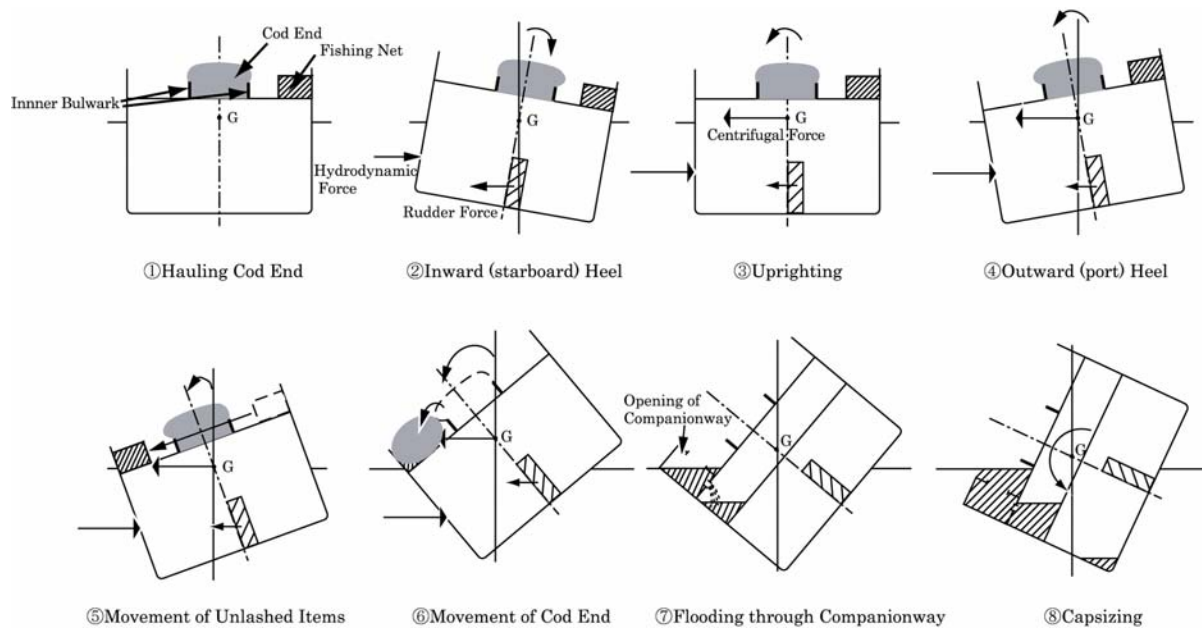 Cod End
Fishing Net
Innner Bulwark
G
①Hauling Cod End
G
Hydrodynamic
Force
Rudder Force
②Inward (starboard) Heel
G
Centrifugal Force
③Uprighting
G
④Outward (port) Heel
G
⑤Movement of Unlashed Items
G
⑥Movement of Cod End
Opening of
Companionway
G
⑦Flooding through Companionway
G
⑧Capsizing